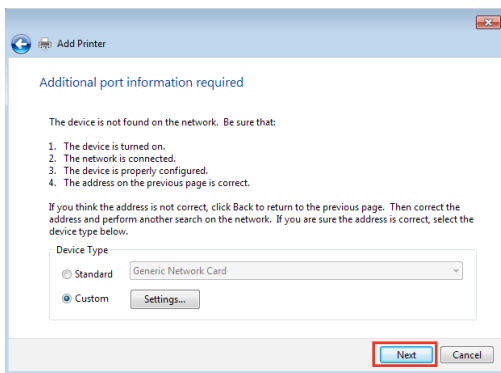 Add Printer
Additional port information required
The device is not found on the network. Be sure that:
1. The device is turned on.
2. The network is connected.
3. The device is properly configured.
4. The address on the previous page is correct.
If you think the address is not correct, click Back to return to the previous page. Then correct the
address and perform another search on the network. If you are sure the address is correct, select the
device type below.
Device Type
Standard Generic Network Card
Custom Settings...
Next Cancel